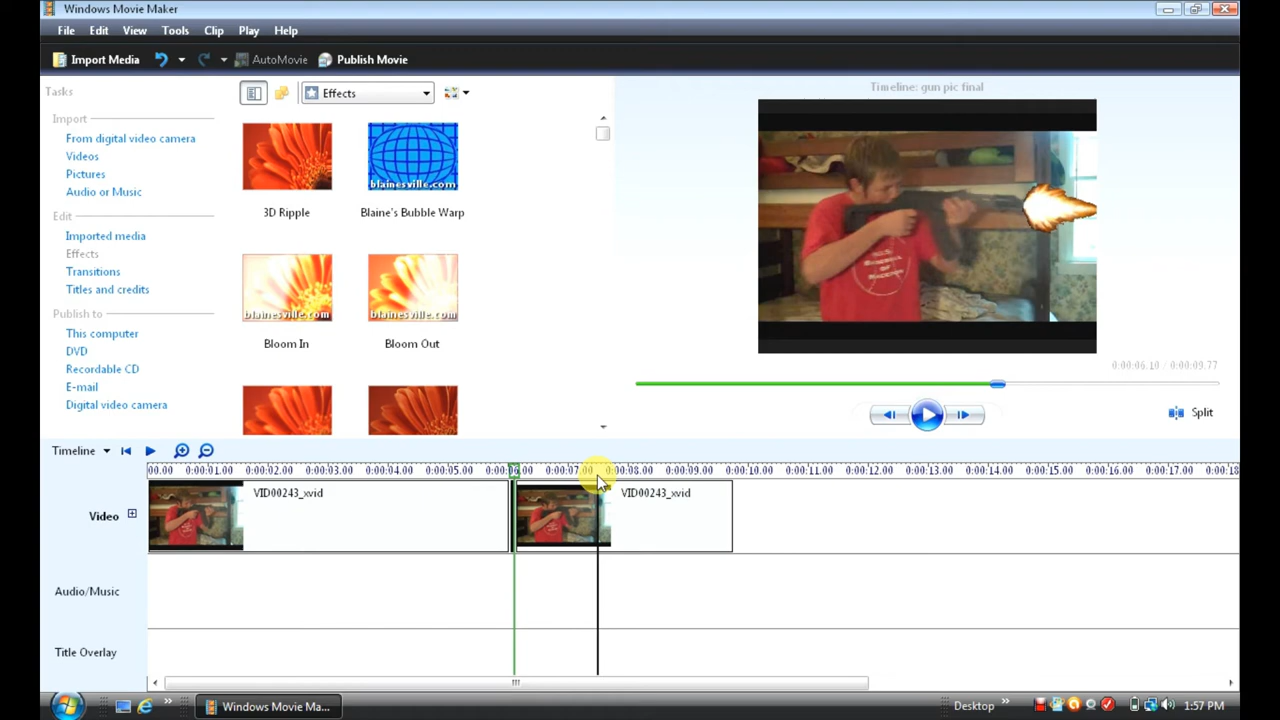 Windows Movie Maker
File Edit View Tools Clip Play Help
Import Media AutoMovie Publish Movie
Tasks
Import
From digital video camera
Videos
Pictures
Audio or Music
Edit
Imported media
Effects
Transitions
Titles and credits
Publish to
This computer
DVD
Recordable CD
E-mail
Digital video camera
Effects
blainesville.com
3D Ripple Blaine's Bubble Warp
blainesville.com blainesville.com
Bloom In Bloom Out
Timeline: gun pic final
0:00:06.10 / 0:00:09.77
Split
Timeline
00.00 0:00:01.00 0:00:02.00 0:00:03.00 0:00:04.00 0:00:05.00 0:00:06 0:00:07.00 0:00:08.00 0:00:09.00 0:00:10.00 0:00:11.00 0:00:12.00 0:00:13.00 0:00:14.00 0:00:15.00 0:00:16.00 0:00:17.00 0:00:18
Video VID00243_xvid VID00243_xvid
Audio/Music
Title Overlay
Windows Movie Ma... Desktop 1:57 PM